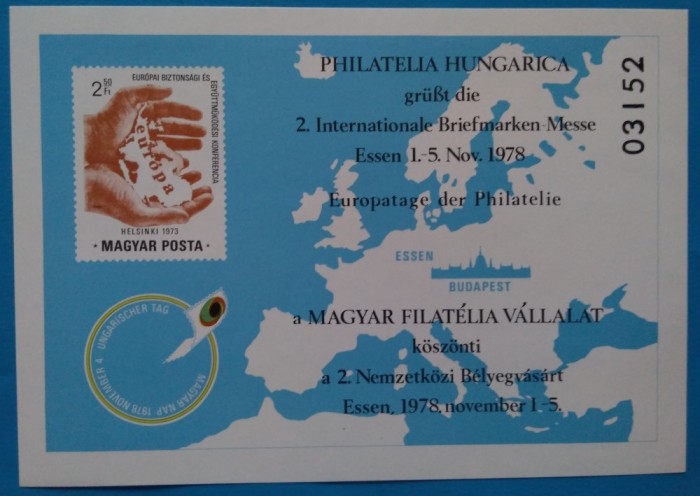 2 50 Ft
EURÓPAI BIZTONSÁGI ÉS
EGYÜTTMŰKÖDÉSI KONFERENCIA
európa
HELSINKI 1973
· MAGYAR POSTA ·
PHILATELIA HUNGARICA
grüßt die
2. Internationale Briefmarken-Messe
Essen 1.-5. Nov. 1978
Europatage der Philatelie
03152
ESSEN
BUDAPEST
a MAGYAR FILATÉLIA VÁLLALAT
köszönti
a 2. Nemzetközi Bélyegvásárt
Essen, 1978. november 1-5.
UNGARISCHER TAG
MAGYAR NAP 1978 NOVEMBER 4